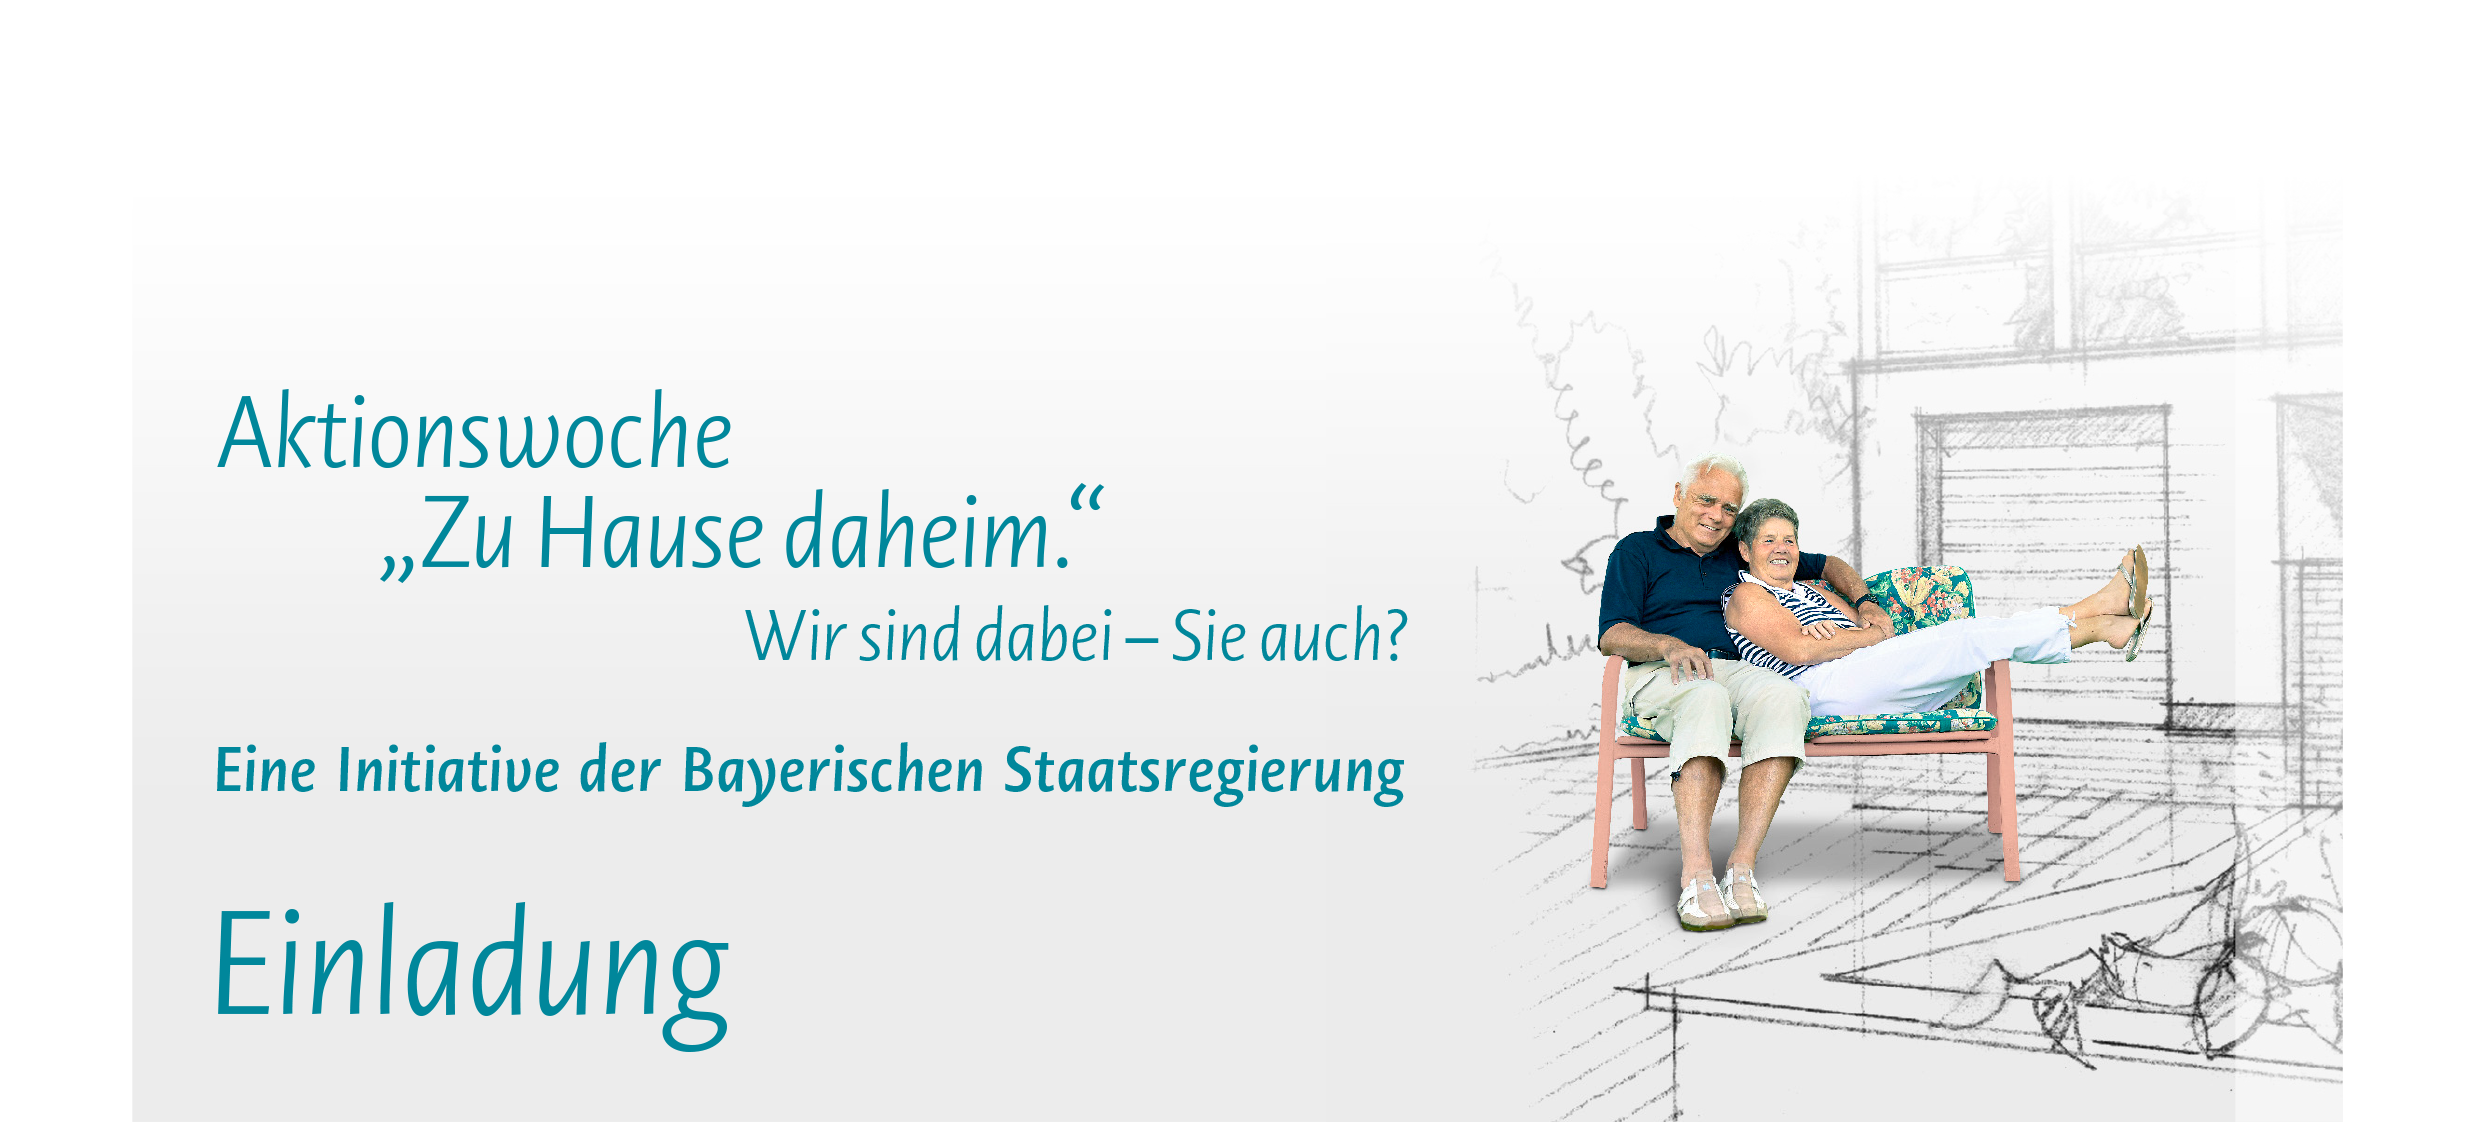 Aktionswoche
„Zu Hause daheim.“
Wir sind dabei – Sie auch?
Eine Initiative der Bayerischen Staatsregierung
Einladung